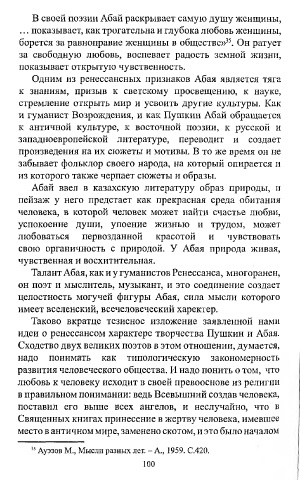 В своей поэзии Абай раскрывает самую душу женщины,
… показывает, как трогательна и глубока любовь женщины,
борется за равноправие женщины в обществе»³⁵. Он ратует
за свободную любовь, воспевает радость земной жизни,
показывает открытую чувственность.
Одним из ренессансных признаков Абая является тяга
к знаниям, призыв к светскому просвещению, к науке,
стремление открыть мир и усвоить другие культуры. Как
и гуманист Возрождения, и как Пушкин Абай обращается
к античной культуре, к восточной поэзии, к русской и
западноевропейской литературе, переводит и создает
произведения на их сюжеты и мотивы. В то же время он не
забывает фольклор своего народа, на который опирается и
из которого также черпает сюжеты и образы.
Абай ввел в казахскую литературу образ природы, и
пейзаж у него предстает как прекрасная среда обитания
человека, в которой человек может найти счастье любви,
успокоение души, упоение жизнью и трудом, может
любоваться первозданной красотой и чувствовать
свою органичность с природой. У Абая природа живая,
чувственная и восхитительная.
Талант Абая, как и у гуманистов Ренессанса, многогранен,
он поэт и мыслитель, музыкант, и это соединение создает
целостность могучей фигуры Абая, сила мысли которого
имеет вселенский, всечеловеческий характер.
Таково вкратце тезисное изложение заявленной нами
идеи о ренессансном характере творчества Пушкин и Абая.
Сходство двух великих поэтов в этом отношении, думается,
надо понимать как типологическую закономерность
развития человеческого общества. И надо понять о том, что
любовь к человеку исходит в своей первооснове из религии
в правильном понимании: ведь Всевышний создав человека,
поставил его выше всех ангелов, и неслучайно, что в
Священных книгах принесение в жертву человека, имевшее
место в античном мире, заменено скотом, и это было началом
³⁵ Ауэзов М., Мысли разных лет. – А., 1959. С.420.
100